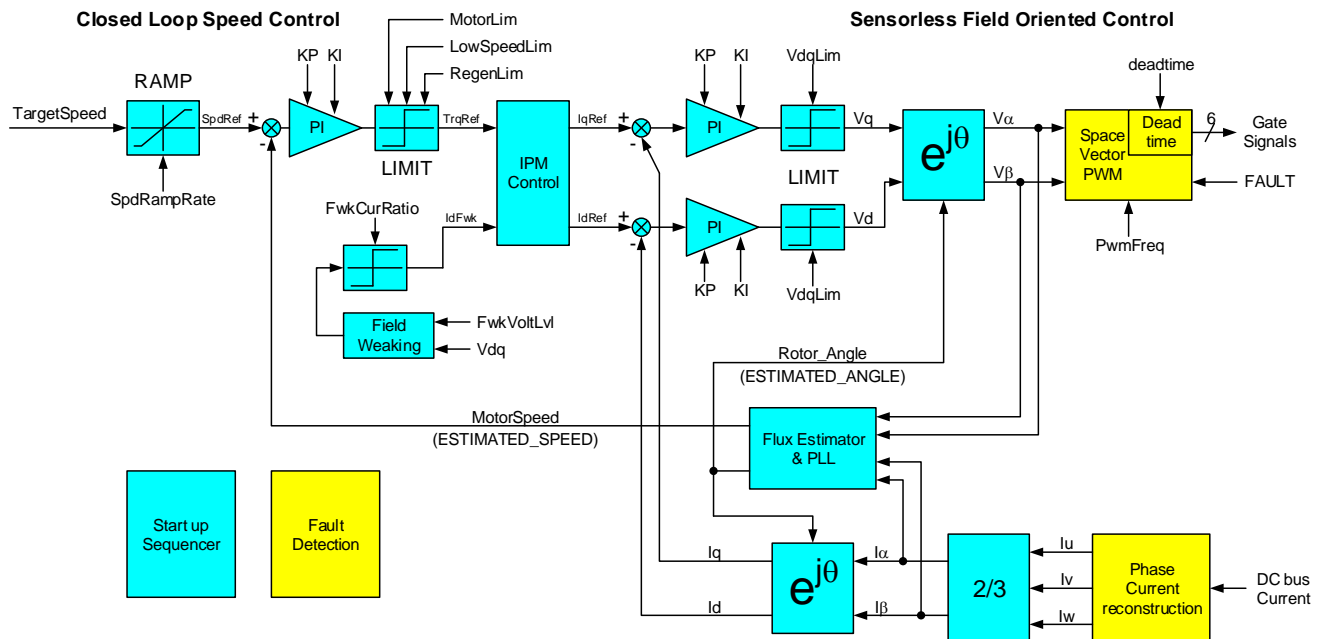 Closed Loop Speed Control
Sensorless Field Oriented Control
MotorLim
LowSpeedLim
RegenLim
KP
KI
KP
KI
VdqLim
deadtime
RAMP
TargetSpeed
SpdRef
+
-
PI
TrqRef
LIMIT
SpdRampRate
IPM
Control
IqRef
+
-
PI
Vq
LIMIT
e^jθ
Vα
Vβ
Space
Vector
PWM
Dead
time
6
Gate
Signals
FAULT
PwmFreq
FwkCurRatio
IdFwk
IdRef
+
-
PI
Vd
KP
KI
VdqLim
Field
Weaking
FwkVoltLvl
Vdq
Rotor_Angle
(ESTIMATED_ANGLE)
MotorSpeed
(ESTIMATED_SPEED)
Flux Estimator
& PLL
Start up
Sequencer
Fault
Detection
Iq
Id
e^jθ
Iα
Iβ
2/3
Iu
Iv
Iw
Phase
Current
reconstruction
DC bus
Current